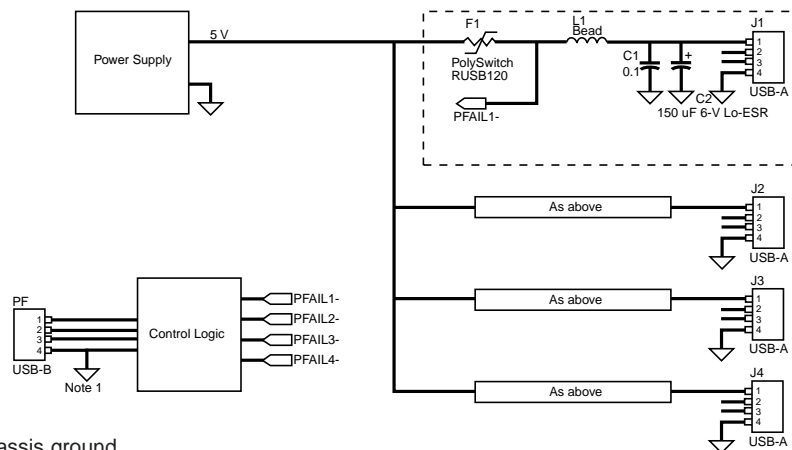 F1
L1
Bead
J1
5 V
Power Supply
C1
0.1
+
1
2
3
4
PolySwitch
RUSB120
C2
USB-A
150 uF 6-V Lo-ESR
PFAIL1-
J2
As above
1
2
3
4
USB-A
J3
As above
1
2
3
4
USB-A
PF
1
2
3
4
USB-B
Note 1
Control Logic
PFAIL1-
PFAIL2-
PFAIL3-
PFAIL4-
J4
As above
1
2
3
4
USB-A
assis ground